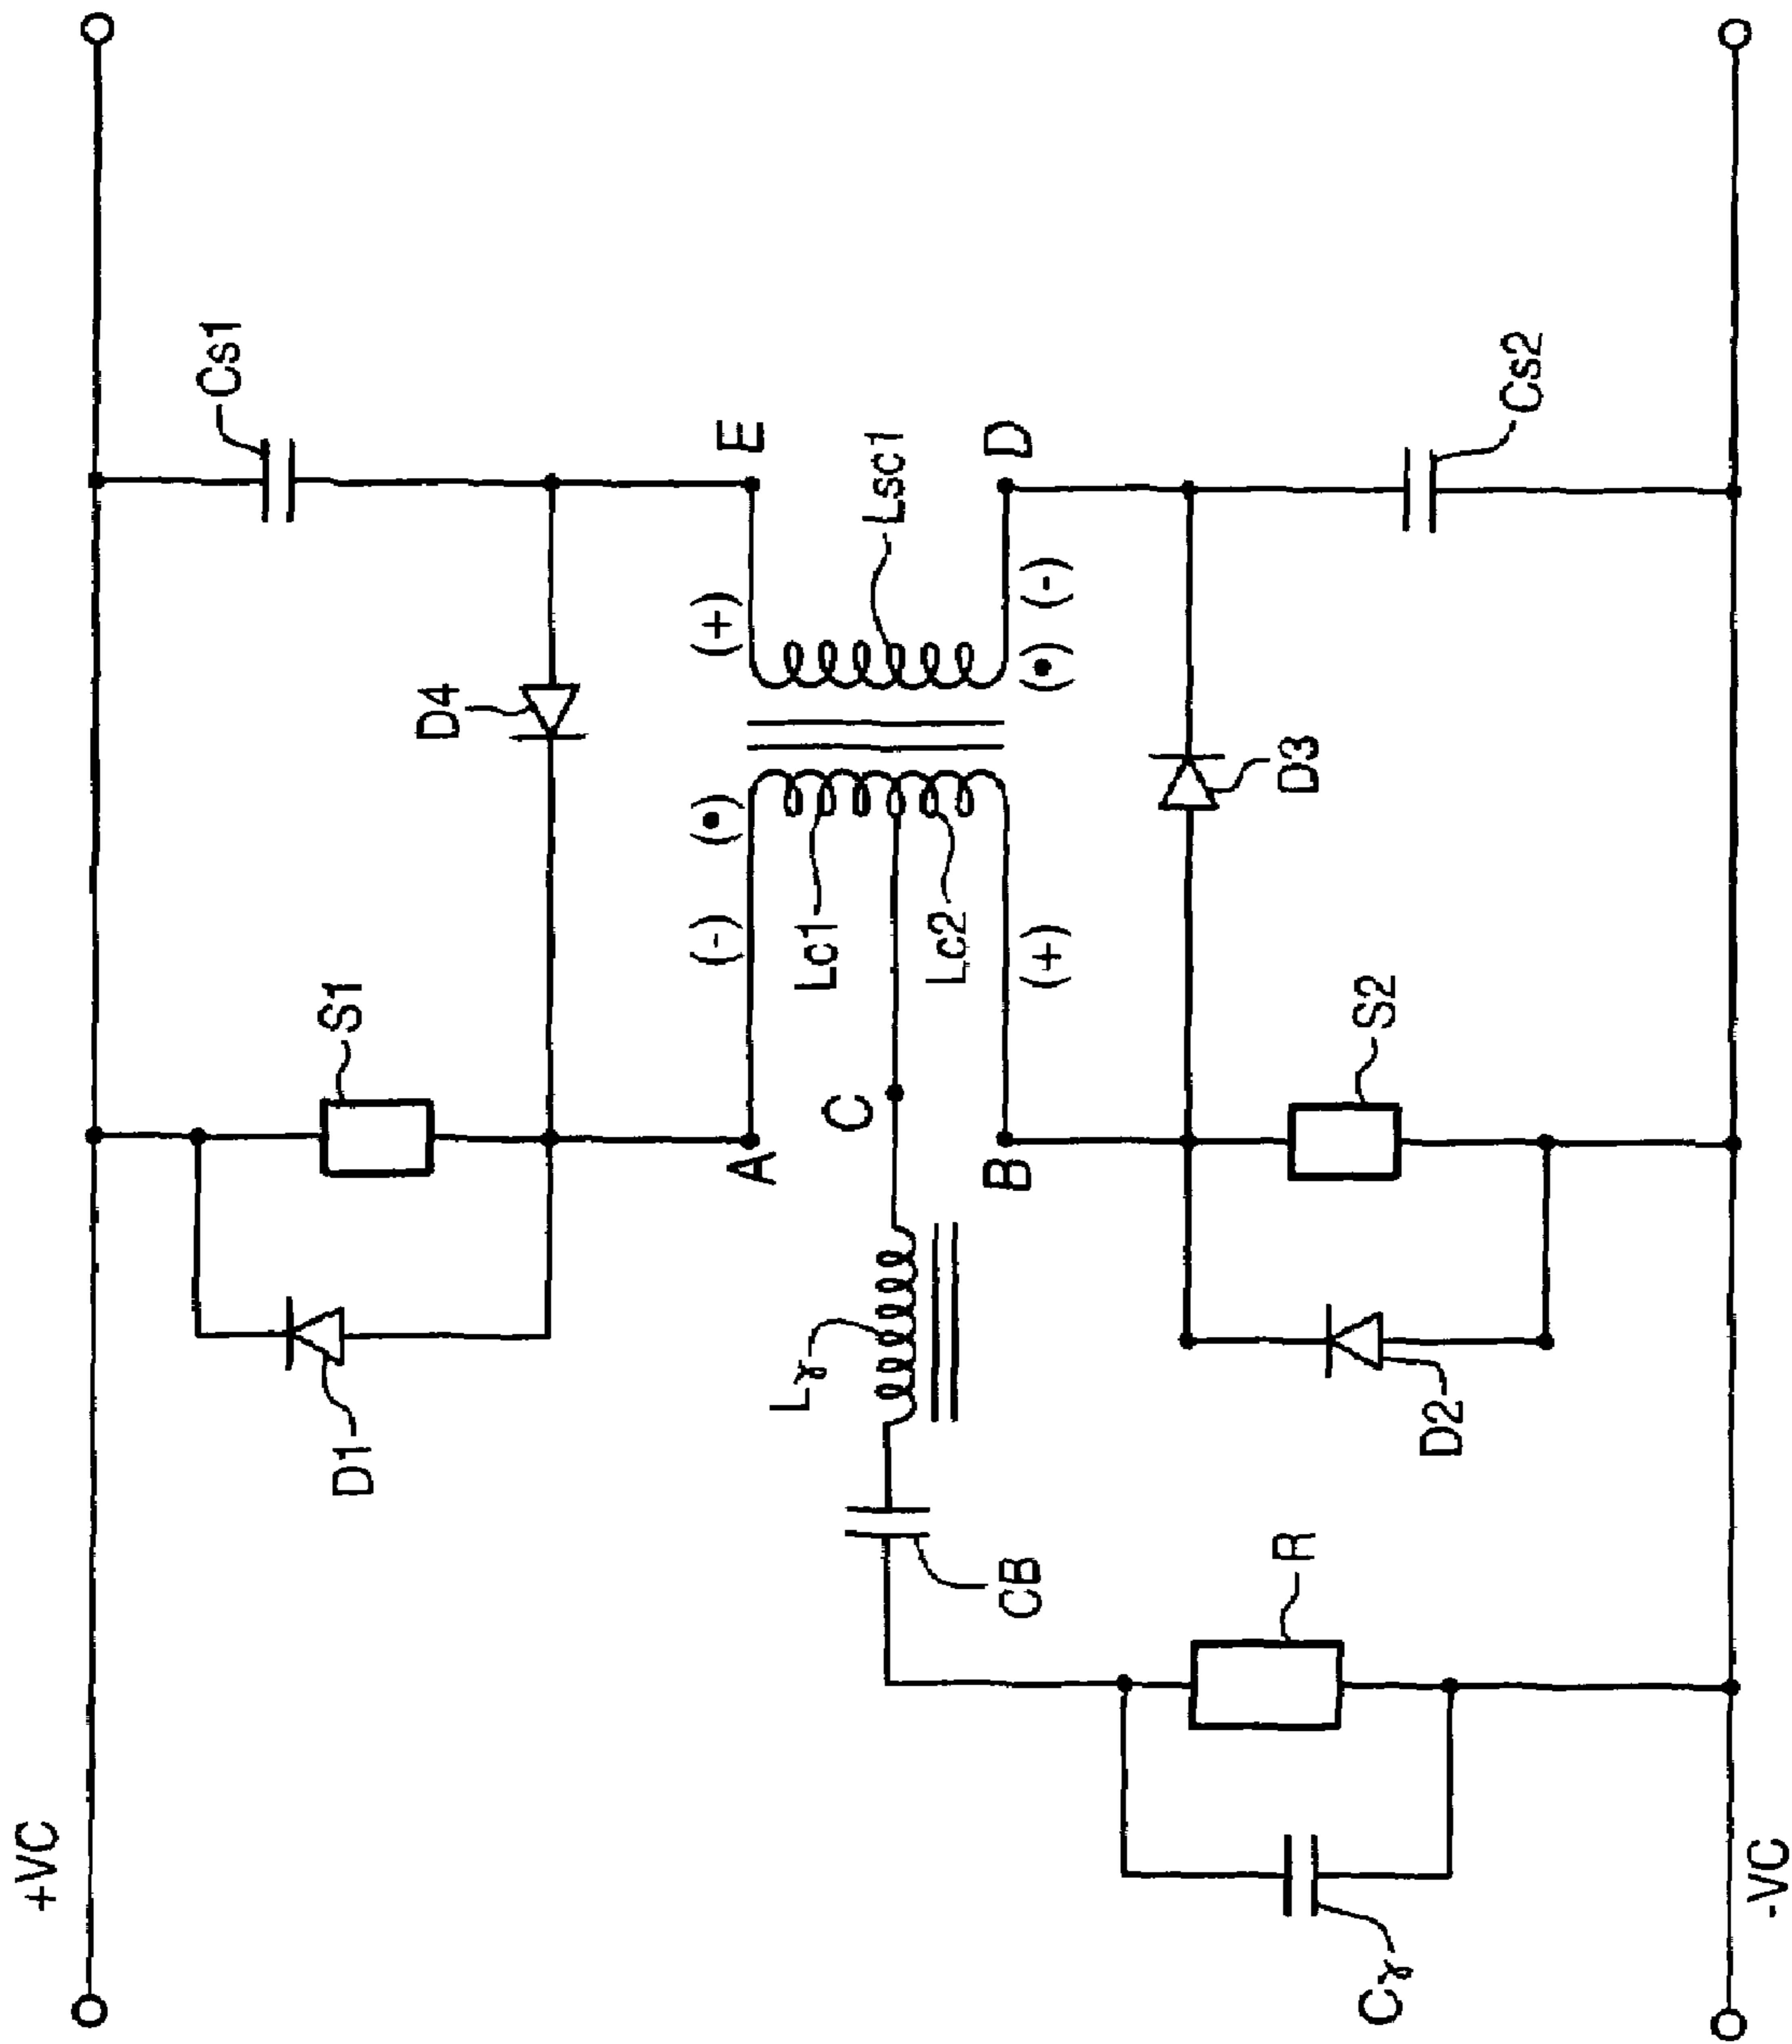 +VC
Cs1
S1
D1
D4
(-)
(•)
(+)
A
E
Lγ
Lc1
C
Lsc1
Lc2
CB
B
D
(+)
(•)
(-)
R
D3
Cγ
S2
D2
Cs2
-VC